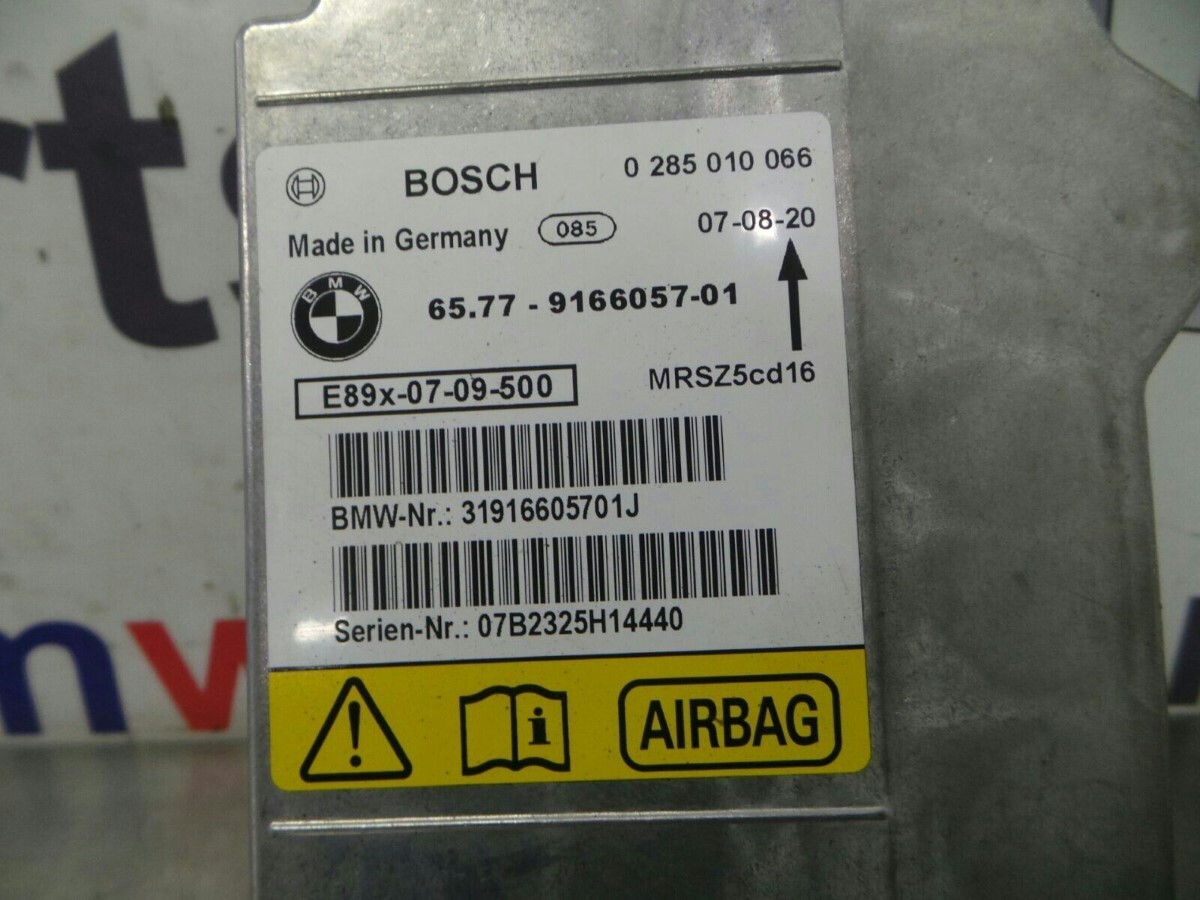 BOSCH 0 285 010 066
Made in Germany 085 07-08-20
BMW 65.77 - 9166057-01
E89x-07-09-500 MRSZ5cd16
BMW-Nr.: 31916605701J
Serien-Nr.: 07B2325H14440
i AIRBAG